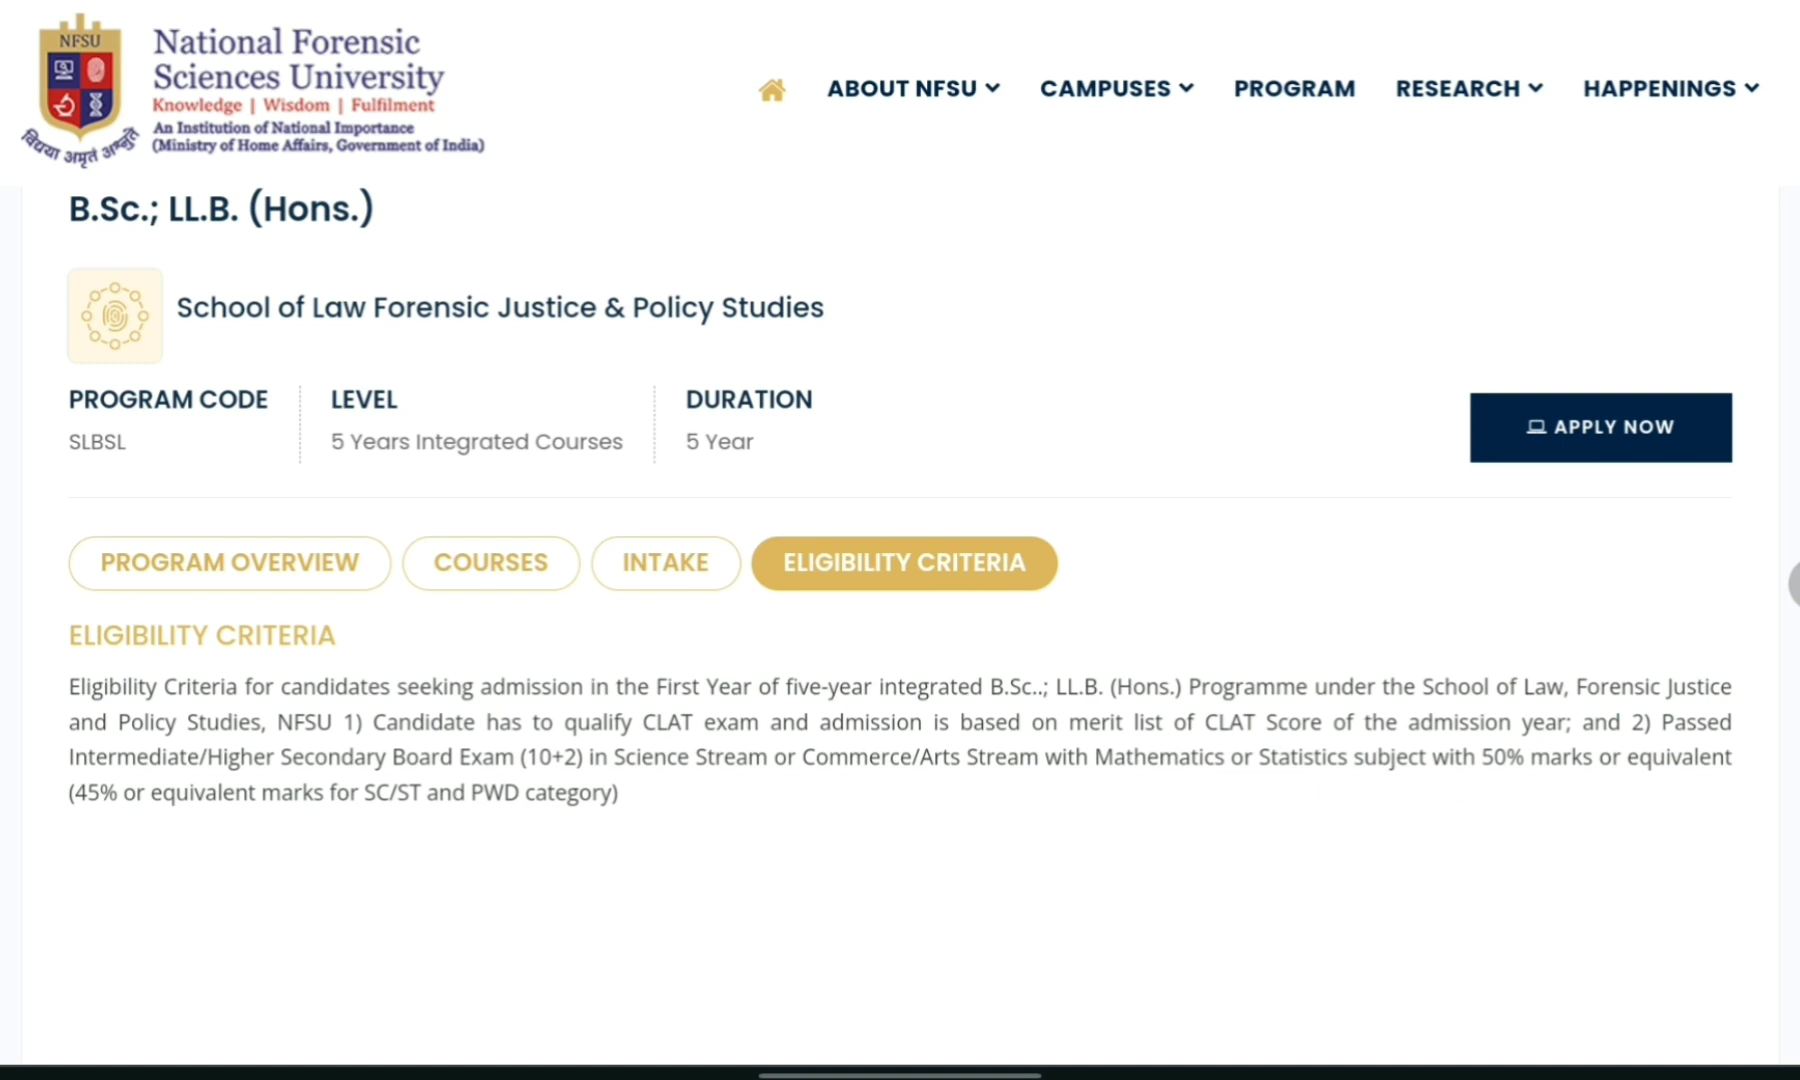 NFSU
विद्यया अमृतं अश्नुते
National Forensic
Sciences University
Knowledge | Wisdom | Fulfilment
An Institution of National Importance
(Ministry of Home Affairs, Government of India)
ABOUT NFSU
CAMPUSES
PROGRAM
RESEARCH
HAPPENINGS
B.Sc.; LL.B. (Hons.)
School of Law Forensic Justice & Policy Studies
PROGRAM CODE
SLBSL
LEVEL
5 Years Integrated Courses
DURATION
5 Year
APPLY NOW
PROGRAM OVERVIEW
COURSES
INTAKE
ELIGIBILITY CRITERIA
ELIGIBILITY CRITERIA
Eligibility Criteria for candidates seeking admission in the First Year of five-year integrated B.Sc..; LL.B. (Hons.) Programme under the School of Law, Forensic Justice
and Policy Studies, NFSU 1) Candidate has to qualify CLAT exam and admission is based on merit list of CLAT Score of the admission year; and 2) Passed
Intermediate/Higher Secondary Board Exam (10+2) in Science Stream or Commerce/Arts Stream with Mathematics or Statistics subject with 50% marks or equivalent
(45% or equivalent marks for SC/ST and PWD category)